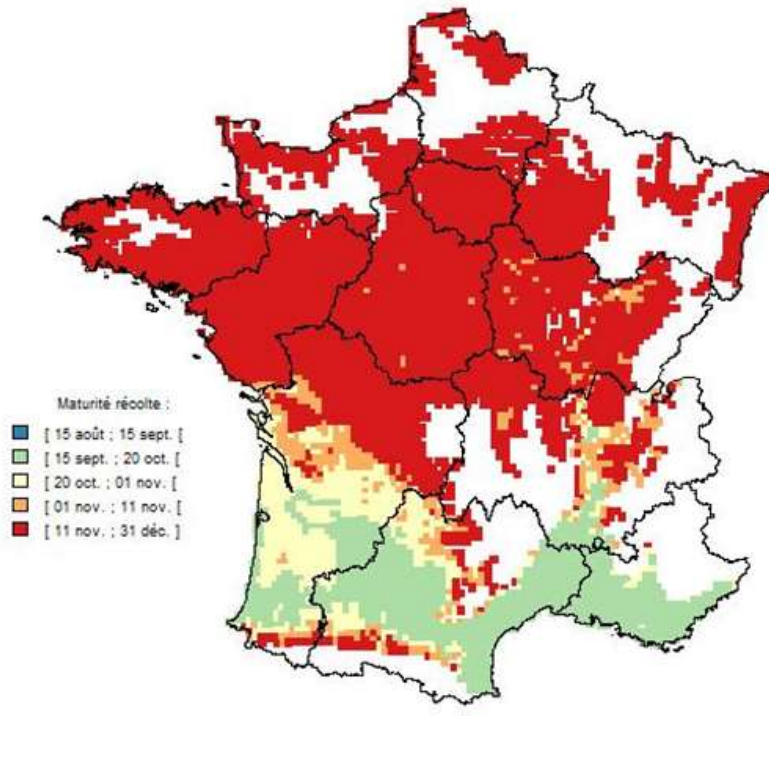 Maturité récolte :
[ 15 août ; 15 sept. [
[ 15 sept. ; 20 oct. [
[ 20 oct. ; 01 nov. [
[ 01 nov. ; 11 nov. [
[ 11 nov. ; 31 déc. ]